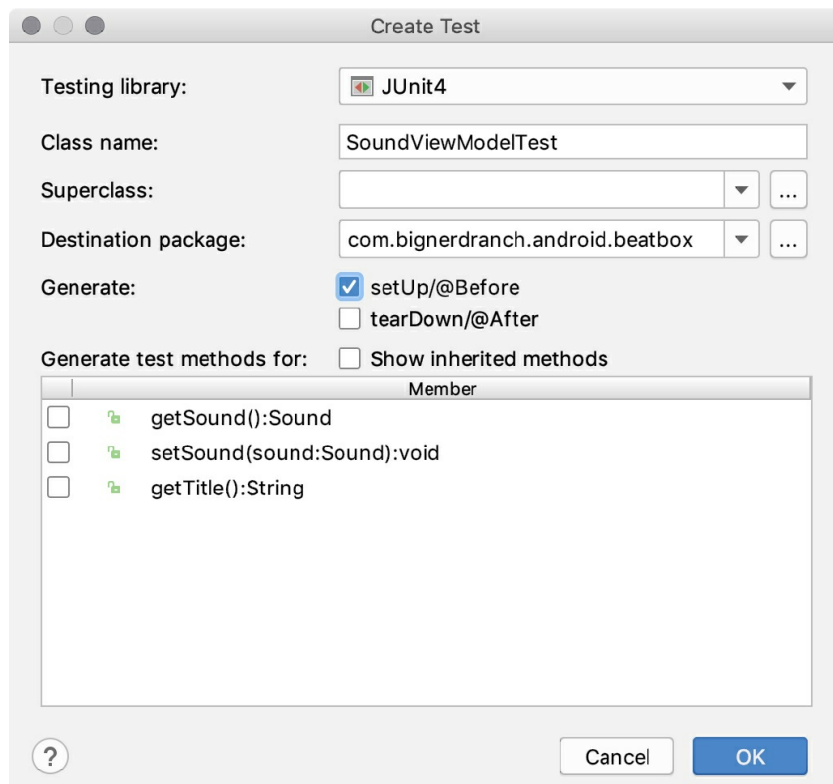 Create Test
Testing library: JUnit4
Class name: SoundViewModelTest
Superclass: ...
Destination package: com.bignerdranch.android.beatbox ...
Generate: setUp/@Before
tearDown/@After
Generate test methods for: Show inherited methods
Member
getSound():Sound
setSound(sound:Sound):void
getTitle():String
? Cancel OK